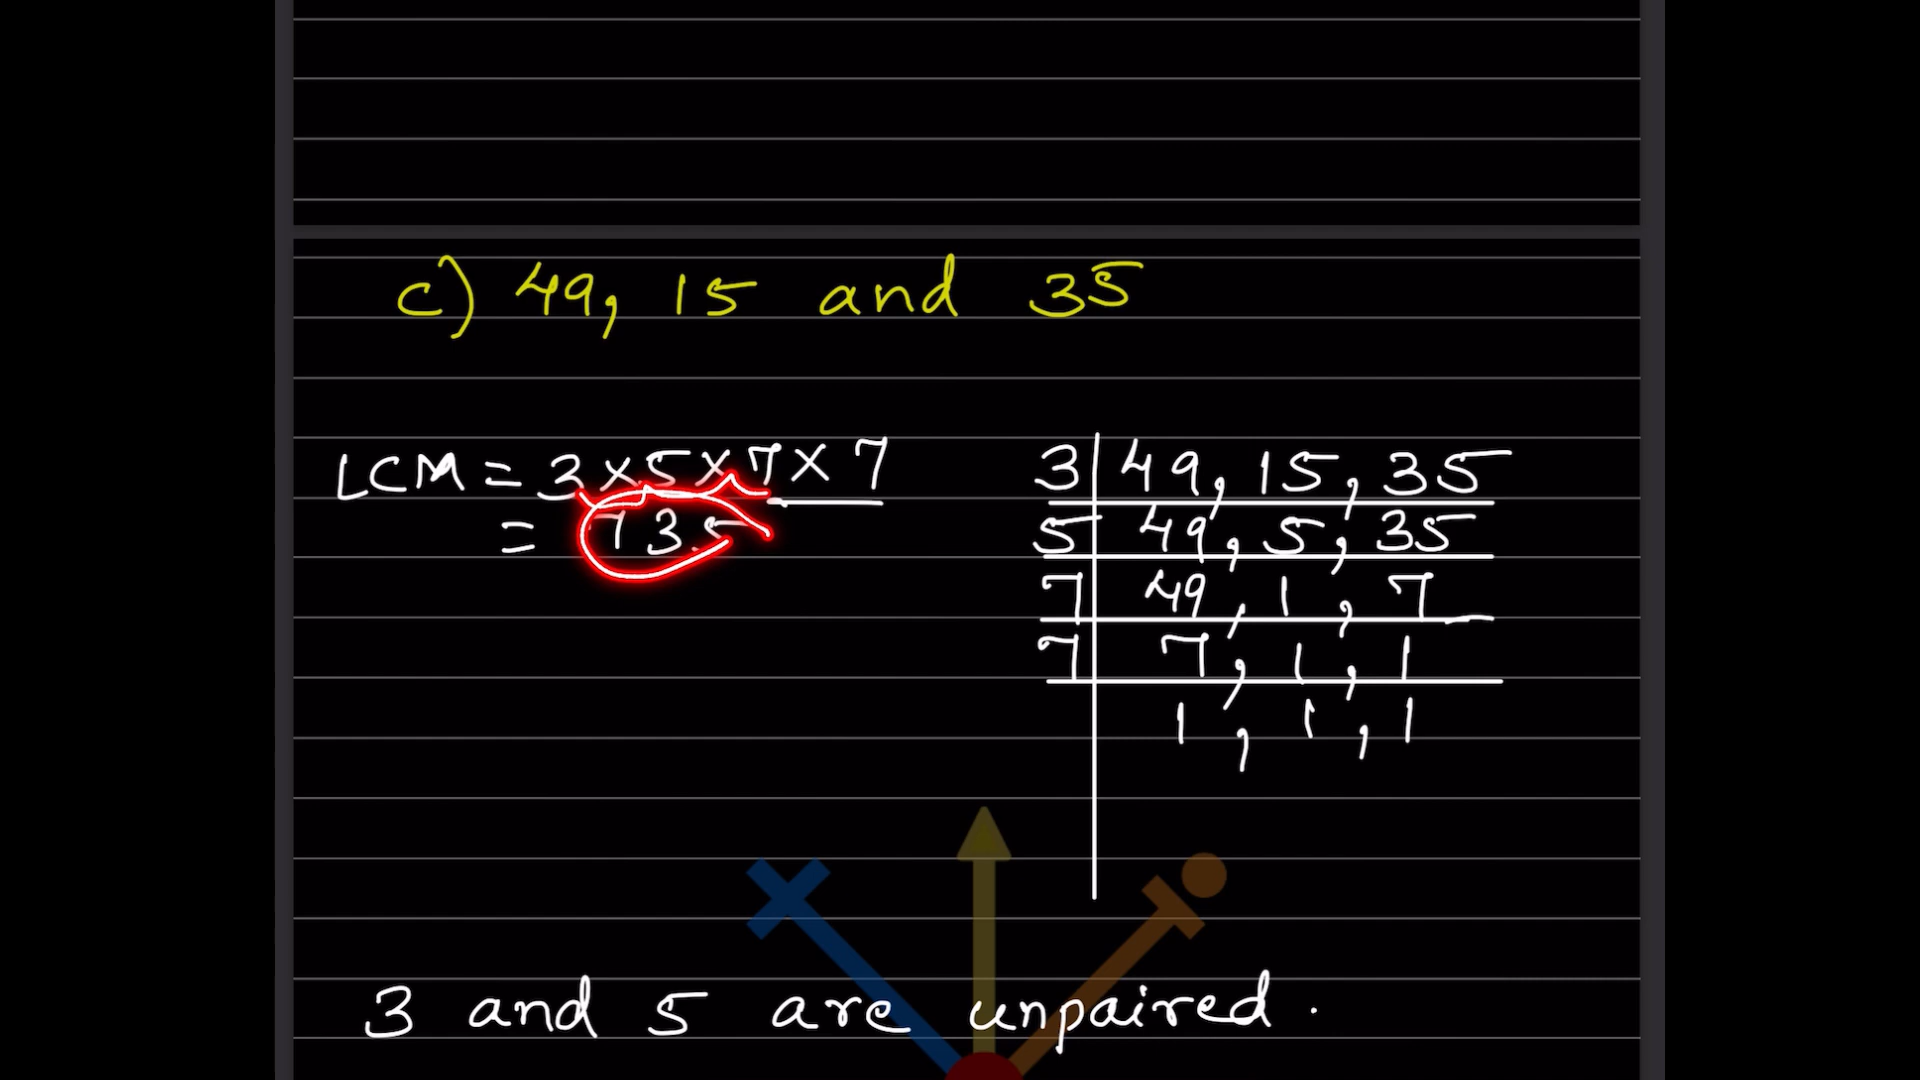 c) 49, 15 and 35
LCM = 3 × 5 × 7 × 7
= 735
3 | 49, 15, 35
5 | 49, 5, 35
7 | 49, 1, 7
7 | 7, 1, 1
1, 1, 1
3 and 5 are unpaired.